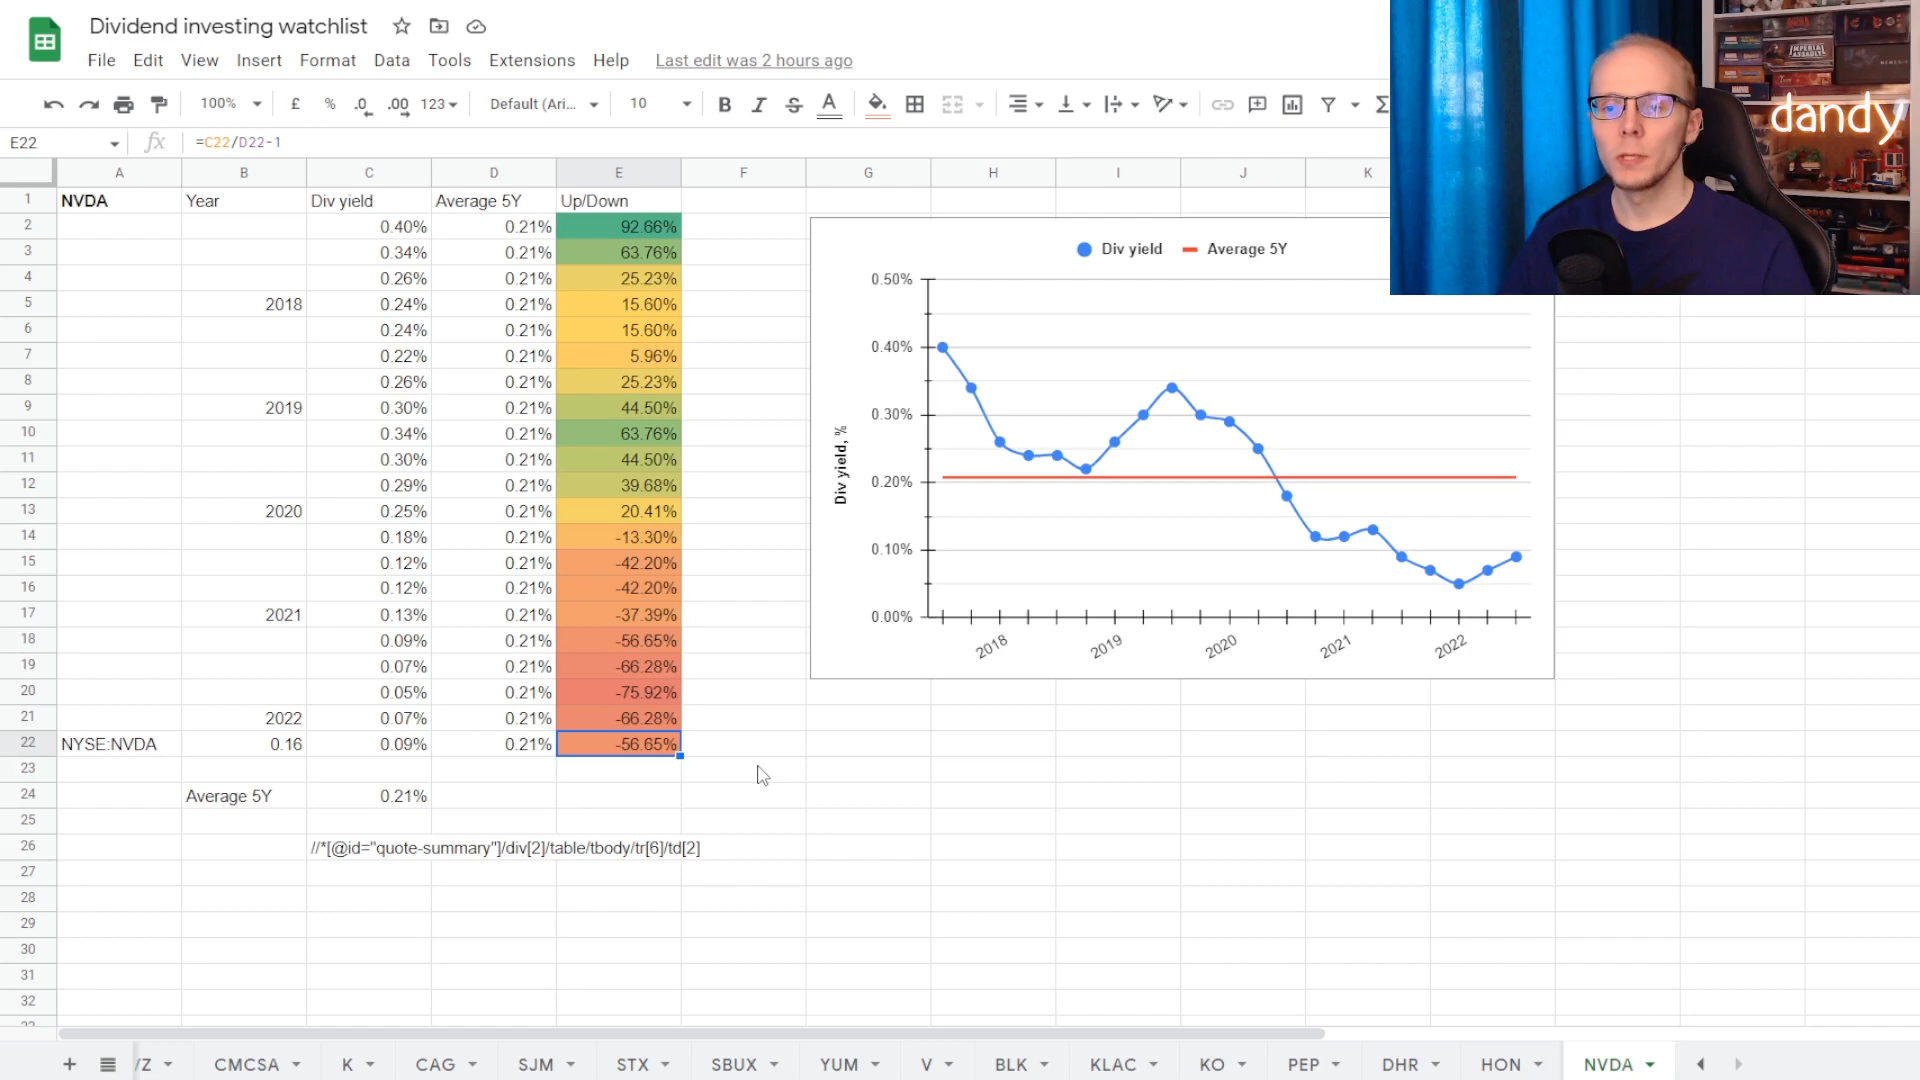 Dividend investing watchlist
File Edit View Insert Format Data Tools Extensions Help Last edit was 2 hours ago
100% £ % .0 .00 123 Default (Ari... 10 B I S A Σ
E22 fx =C22/D22-1
A B C D E F G H I J K
1 NVDA Year Div yield Average 5Y Up/Down
2 0.40% 0.21% 92.66%
3 0.34% 0.21% 63.76%
4 0.26% 0.21% 25.23%
5 2018 0.24% 0.21% 15.60%
6 0.24% 0.21% 15.60%
7 0.22% 0.21% 5.96%
8 0.26% 0.21% 25.23%
9 2019 0.30% 0.21% 44.50%
10 0.34% 0.21% 63.76%
11 0.30% 0.21% 44.50%
12 0.29% 0.21% 39.68%
13 2020 0.25% 0.21% 20.41%
14 0.18% 0.21% -13.30%
15 0.12% 0.21% -42.20%
16 0.12% 0.21% -42.20%
17 2021 0.13% 0.21% -37.39%
18 0.09% 0.21% -56.65%
19 0.07% 0.21% -66.28%
20 0.05% 0.21% -75.92%
21 2022 0.07% 0.21% -66.28%
22 NYSE:NVDA 0.16 0.09% 0.21% -56.65%
23
24 Average 5Y 0.21%
25
26 //*[@id="quote-summary"]/div[2]/table/tbody/tr[6]/td[2]
27
28
29
30
31
32
33
Div yield Average 5Y
Div yield, %
0.50%
0.40%
0.30%
0.20%
0.10%
0.00%
2018 2019 2020 2021 2022
IMPERIAL
ASSAULT
NEMESIS
dandy
/Z CMCSA K CAG SJM STX SBUX YUM V BLK KLAC KO PEP DHR HON NVDA